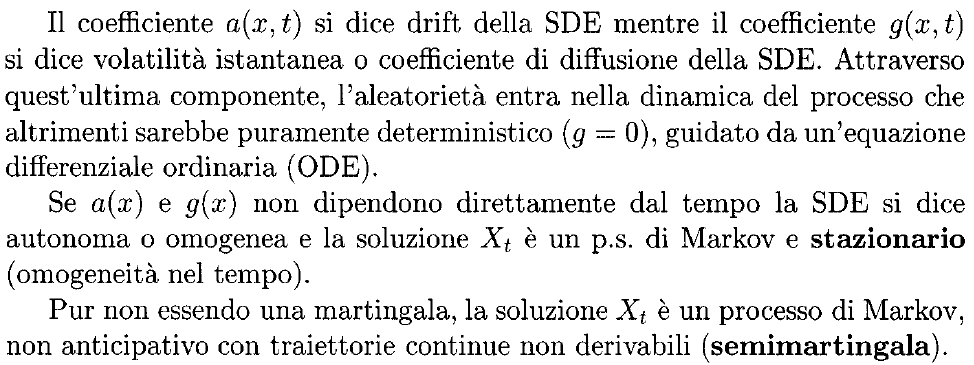 Il coefficiente a(x, t) si dice drift della SDE mentre il coefficiente g(x, t)
si dice volatilità istantanea o coefficiente di diffusione della SDE. Attraverso
quest'ultima componente, l'aleatorietà entra nella dinamica del processo che
altrimenti sarebbe puramente deterministico (g = 0), guidato da un'equazione
differenziale ordinaria (ODE).
Se a(x) e g(x) non dipendono direttamente dal tempo la SDE si dice
autonoma o omogenea e la soluzione X_t è un p.s. di Markov e stazionario
(omogeneità nel tempo).
Pur non essendo una martingala, la soluzione X_t è un processo di Markov,
non anticipativo con traiettorie continue non derivabili (semimartingala).